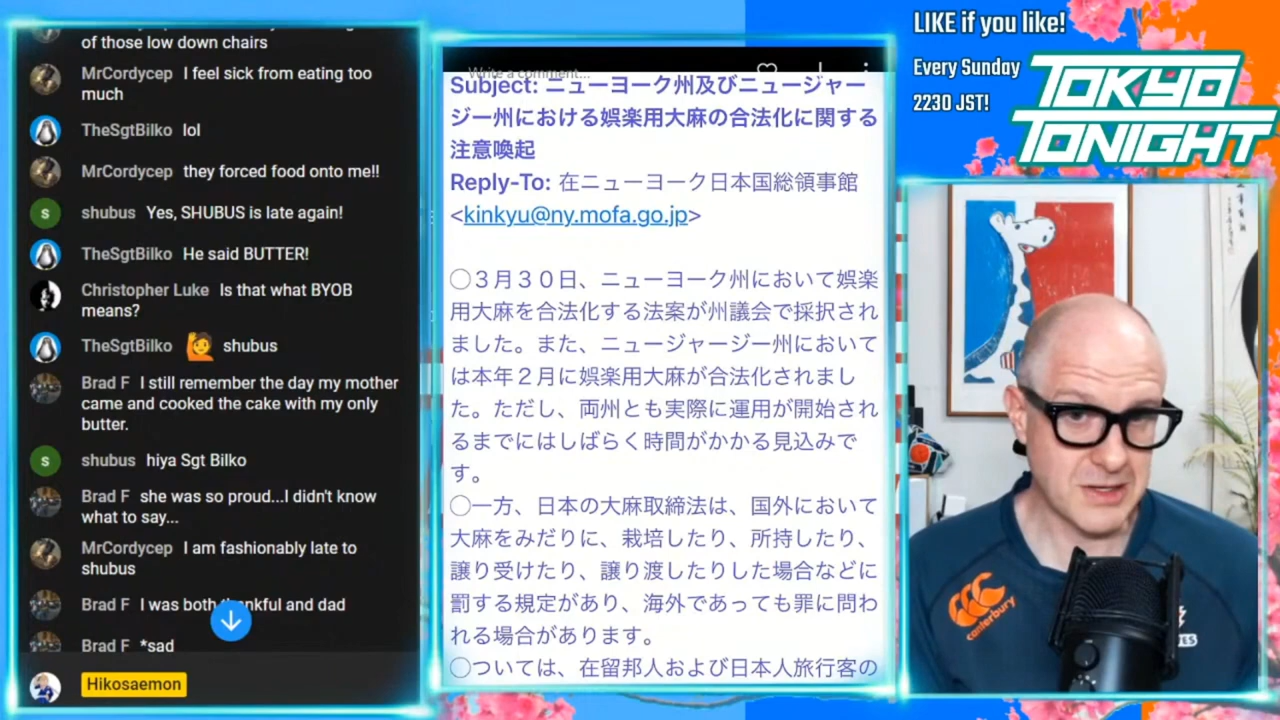 of those low down chairs
MrCordycep I feel sick from eating too
much
TheSgtBilko lol
MrCordycep they forced food onto me!!
S
shubus Yes, SHUBUS is late again!
TheSgtBilko He said BUTTER!
Christopher Luke Is that what BYOB
means?
TheSgtBilko 🙋 shubus
Brad F I still remember the day my mother
came and cooked the cake with my only
butter.
S
shubus hiya Sgt Bilko
Brad F she was so proud...I didn't know
what to say...
MrCordycep I am fashionably late to
shubus
Brad F I was both thankful and dad
Brad F *sad
Hikosaemon
Write a comment...
Subject: ニューヨーク州及びニュージャー
ジー州における娯楽用大麻の合法化に関する
注意喚起
Reply-To: 在ニューヨーク日本国総領事館
<kinkyu@ny.mofa.go.jp>
◯３月３０日、ニューヨーク州において娯楽
用大麻を合法化する法案が州議会で採択され
ました。また、ニュージャージー州において
は本年２月に娯楽用大麻が合法化されまし
た。ただし、両州とも実際に運用が開始され
るまでにはしばらく時間がかかる見込みで
す。
◯一方、日本の大麻取締法は、国外において
大麻をみだりに、栽培したり、所持したり、
譲り受けたり、譲り渡したりした場合などに
罰する規定があり、海外であっても罪に問わ
れる場合があります。
◯ついては、在留邦人および日本人旅行客の
LIKE if you like!
Every Sunday
2230 JST!
TOKYO
TONIGHT
canterbury